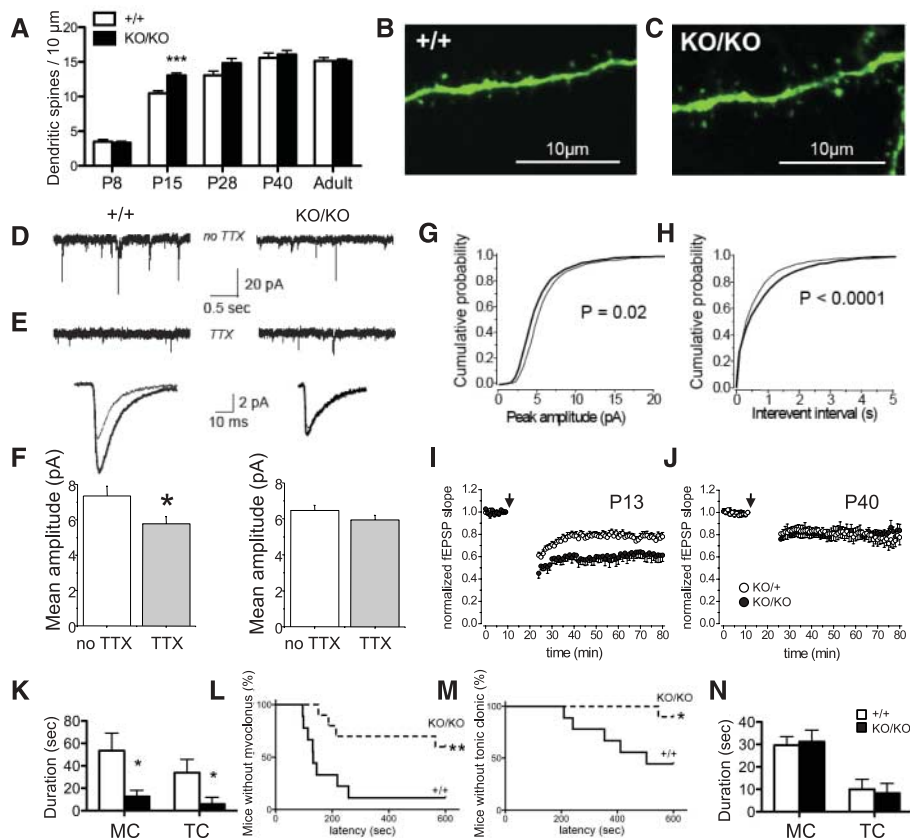 A
Dendritic spines / 10 µm
20
15
10
5
0
+/+
KO/KO
***
P8 P15 P28 P40 Adult
B
+/+
10µm
C
KO/KO
10µm
+/+ KO/KO
D
no TTX
20 pA
0.5 sec
E
TTX
2 pA
10 ms
F
Mean amplitude (pA)
8
6
4
2
0
*
no TTX TTX
Mean amplitude (pA)
8
6
4
2
0
no TTX TTX
G
Cumulative probability
1.0
0.8
0.6
0.4
0.2
0.0
P = 0.02
0 5 10 15 20
Peak amplitude (pA)
H
Cumulative probability
1.0
0.8
0.6
0.4
0.2
0.0
P < 0.0001
0 1 2 3 4 5
Interevent interval (s)
I
normalized fEPSP slope
1.2
1.0
0.8
0.6
0.4
P13
0 10 20 30 40 50 60 70 80
time (min)
J
normalized fEPSP slope
1.2
1.0
0.8
0.6
0.4
P40
KO/+
KO/KO
0 10 20 30 40 50 60 70 80
time (min)
K
Duration (sec)
80
60
40
20
0
* *
MC TC
L
Mice without myoclonus (%)
100
50
0
KO/KO
**
+/+
0 200 400 600
latency (sec)
M
Mice without tonic clonic (%)
100
50
0
KO/KO
*
+/+
0 200 400 600
latency (sec)
N
Duration (sec)
40
30
20
10
0
+/+
KO/KO
MC TC